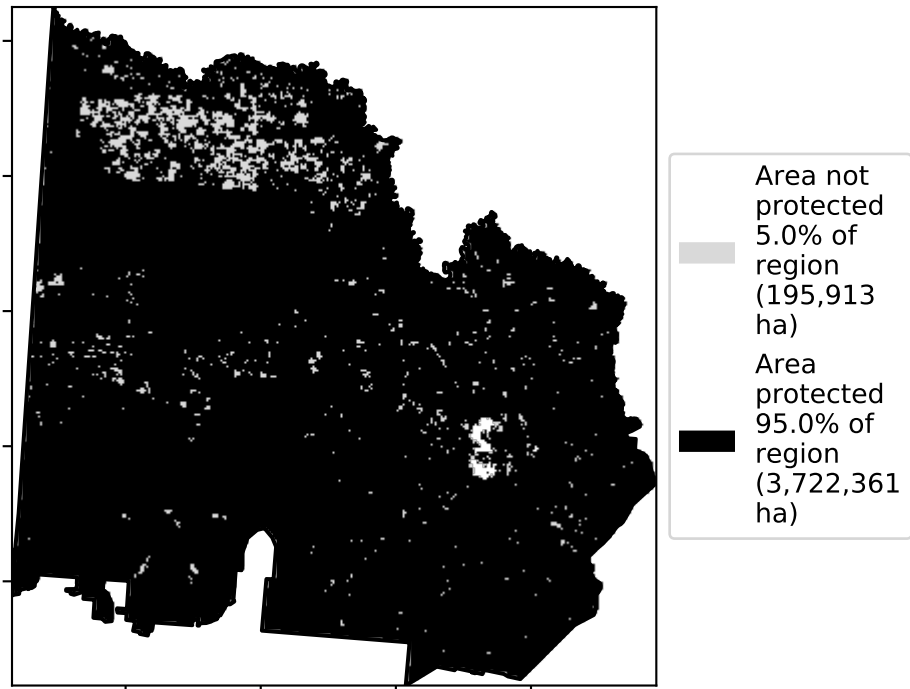 Area not
protected
5.0% of
region
(195,913
ha)
Area
protected
95.0% of
region
(3,722,361
ha)